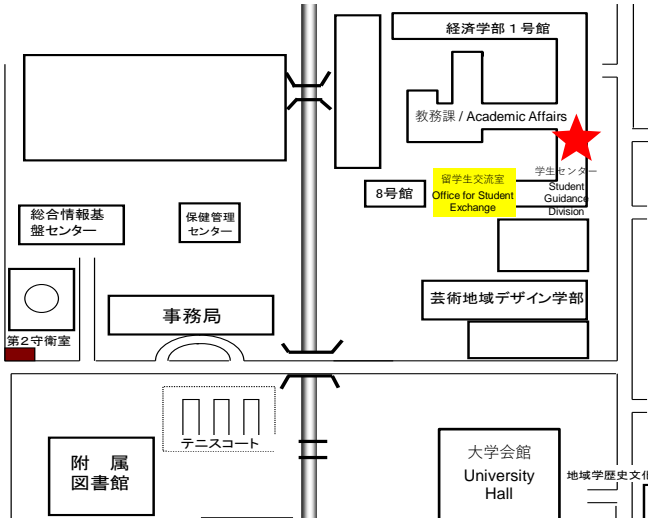 経済学部１号館
教務課 / Academic Affairs
留学生交流室
Office for Student
Exchange
学生センター
Student
Guidance
Division
8号館
総合情報基
盤センター
保健管理
センター
芸術地域デザイン学部
事務局
第２守衛室
テニスコート
附　属
図書館
大学会館
University
Hall
地域学歴史文化